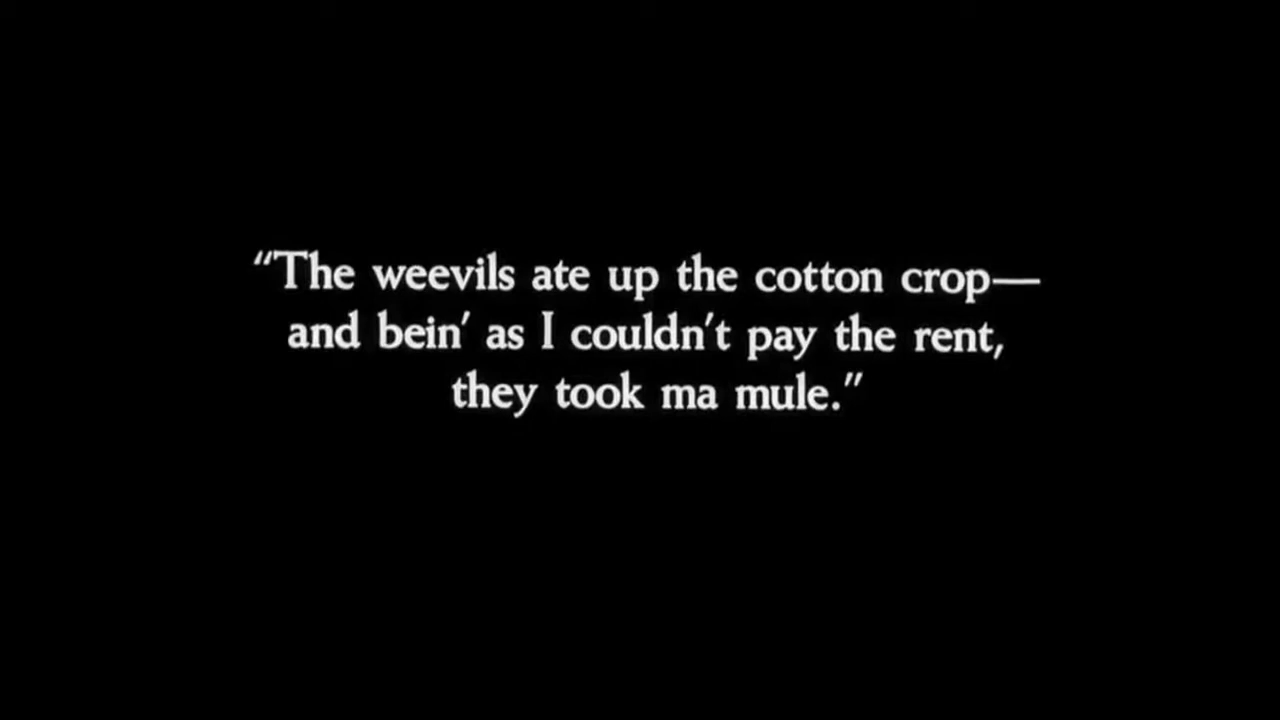 “The weevils ate up the cotton crop—
and bein’ as I couldn’t pay the rent,
they took ma mule.”